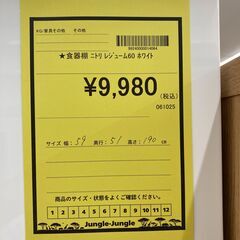 KG/家具その他 その他
992400000014084
★食器棚 ニトリ レジューム60 ホワイト
¥9,980
(税込)
061025
サイズ 幅: 59 奥行: 51 高さ: 190 cm
商品のサイズ・状態をよくご確認ください。
1 2 3 4 5 6 7 8 9 10 11 12
Jungle-Jungle